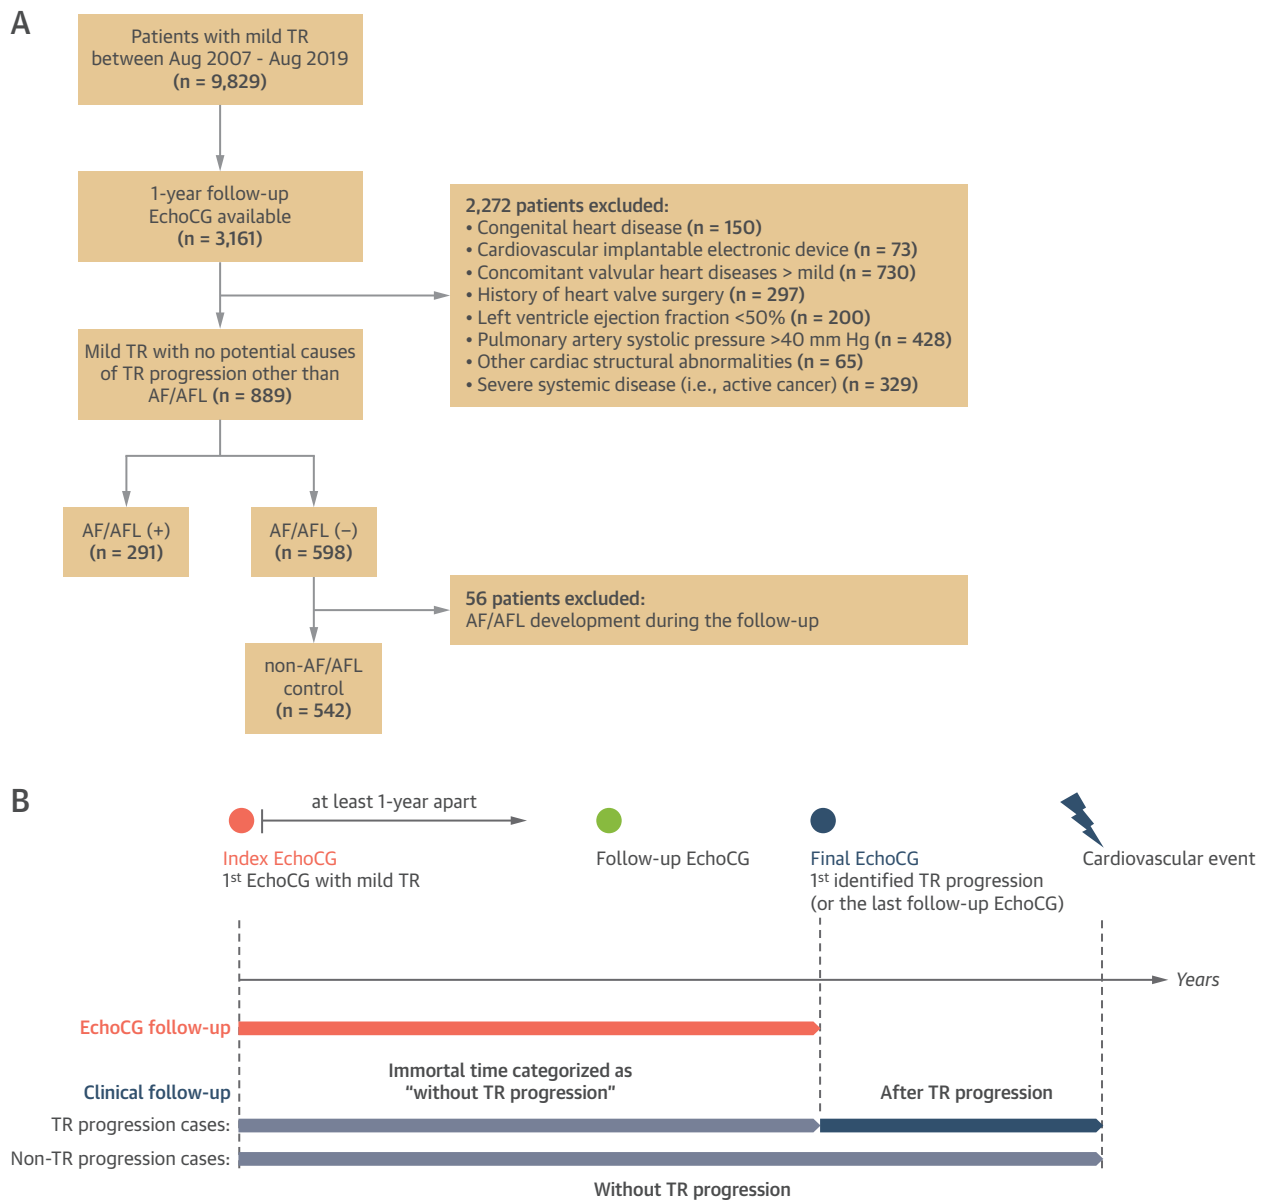 A
Patients with mild TR
between Aug 2007 - Aug 2019
(n = 9,829)
1-year follow-up
EchoCG available
(n = 3,161)
2,272 patients excluded:
• Congenital heart disease (n = 150)
• Cardiovascular implantable electronic device (n = 73)
• Concomitant valvular heart diseases > mild (n = 730)
• History of heart valve surgery (n = 297)
• Left ventricle ejection fraction <50% (n = 200)
• Pulmonary artery systolic pressure >40 mm Hg (n = 428)
• Other cardiac structural abnormalities (n = 65)
• Severe systemic disease (i.e., active cancer) (n = 329)
Mild TR with no potential causes
of TR progression other than
AF/AFL (n = 889)
AF/AFL (+)
(n = 291)
AF/AFL (−)
(n = 598)
56 patients excluded:
AF/AFL development during the follow-up
non-AF/AFL
control
(n = 542)
B
at least 1-year apart
Index EchoCG
1st EchoCG with mild TR
Follow-up EchoCG
Final EchoCG
1st identified TR progression
(or the last follow-up EchoCG)
Cardiovascular event
Years
EchoCG follow-up
Immortal time categorized as
“without TR progression”
Clinical follow-up
After TR progression
TR progression cases:
Non-TR progression cases:
Without TR progression